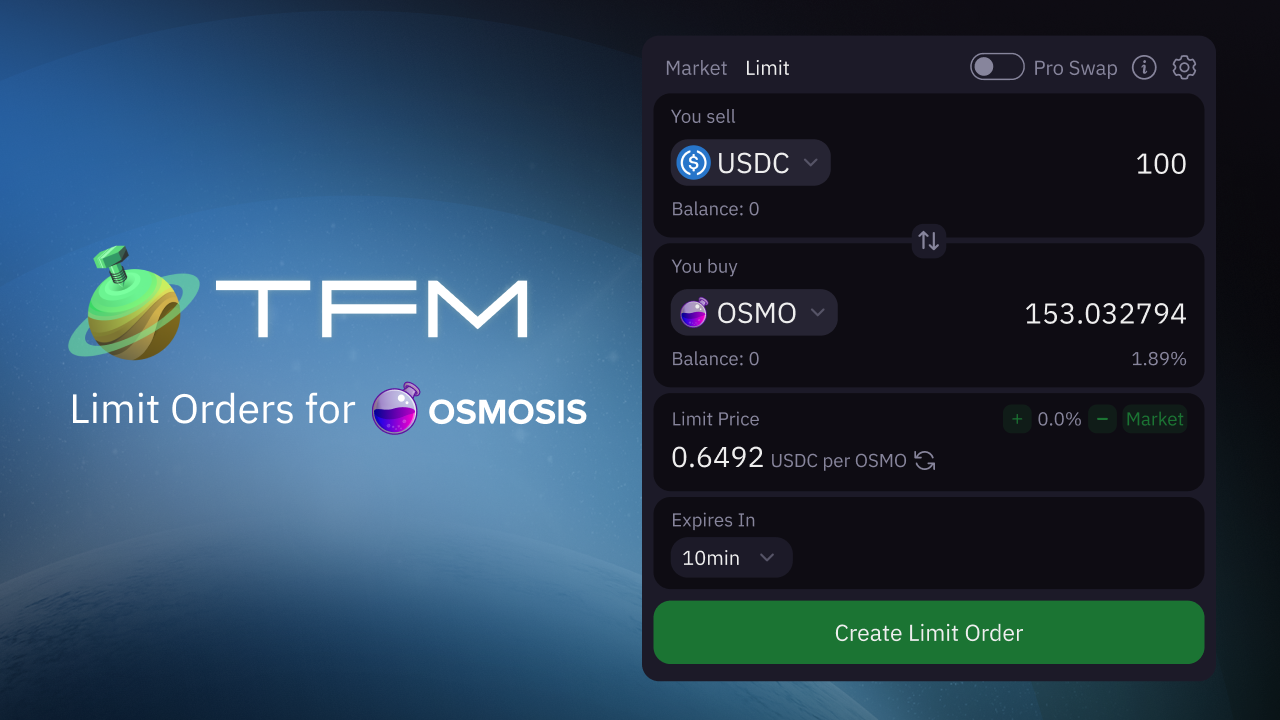 TFM
Limit Orders for OSMOSIS
Market Limit Pro Swap
You sell
USDC 100
Balance: 0
You buy
OSMO 153.032794
Balance: 0 1.89%
Limit Price + 0.0% − Market
0.6492 USDC per OSMO
Expires In
10min
Create Limit Order